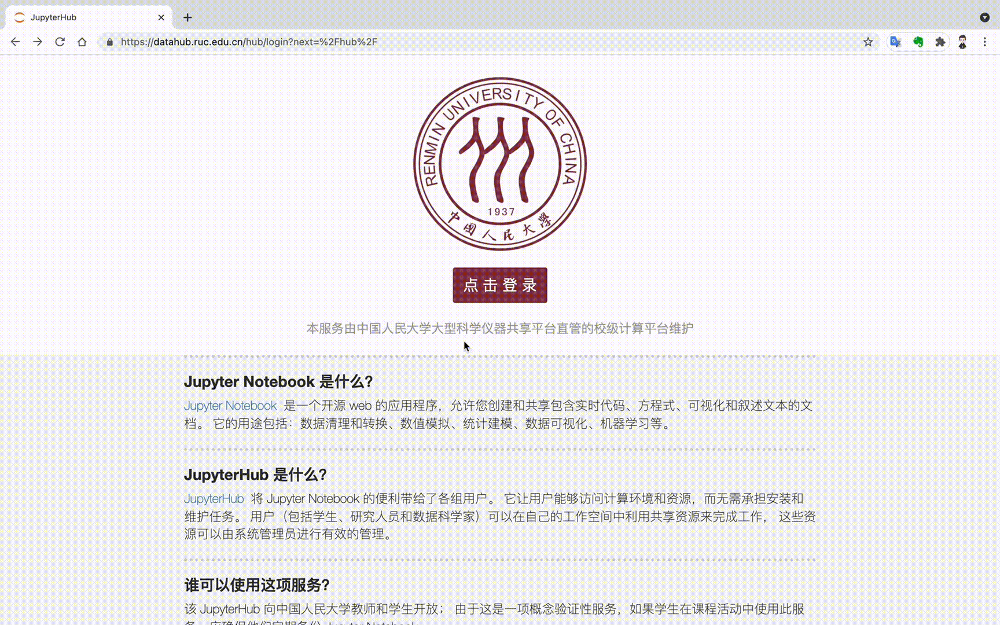 JupyterHub
https://datahub.ruc.edu.cn/hub/login?next=%2Fhub%2F
RENMIN UNIVERSITY OF CHINA
1937
中国人民大学
点击登录
本服务由中国人民大学大型科学仪器共享平台直管的校级计算平台维护
Jupyter Notebook 是什么?
Jupyter Notebook 是一个开源 web 的应用程序，允许您创建和共享包含实时代码、方程式、可视化和叙述文本的文
档。 它的用途包括：数据清理和转换、数值模拟、统计建模、数据可视化、机器学习等。
JupyterHub 是什么?
JupyterHub 将 Jupyter Notebook 的便利带给了各组用户。 它让用户能够访问计算环境和资源，而无需承担安装和
维护任务。 用户（包括学生、研究人员和数据科学家）可以在自己的工作空间中利用共享资源来完成工作， 这些资
源可以由系统管理员进行有效的管理。
谁可以使用这项服务?
该 JupyterHub 向中国人民大学教师和学生开放； 由于这是一项概念验证性服务，如果学生在课程活动中使用此服